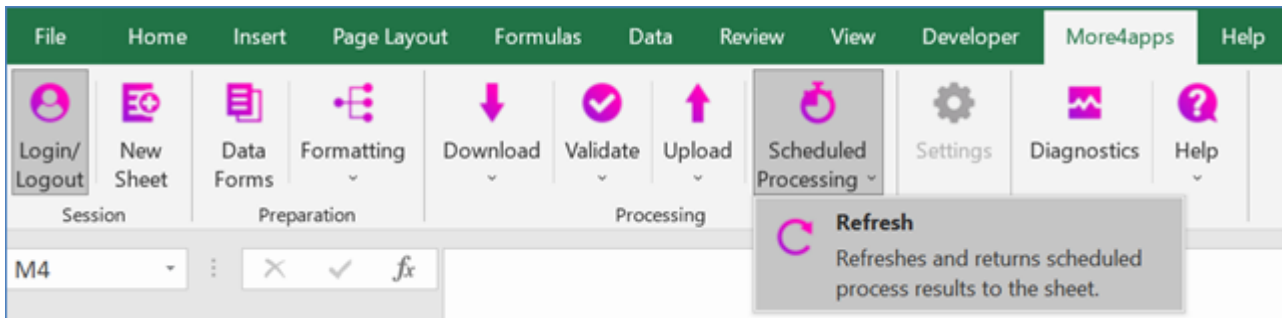 File Home Insert Page Layout Formulas Data Review View Developer More4apps Help
Login/ New Data Formatting Download Validate Upload Scheduled Settings Diagnostics Help
Logout Sheet Forms Processing
Session Preparation Processing
Refresh
M4 fx Refreshes and returns scheduled
process results to the sheet.